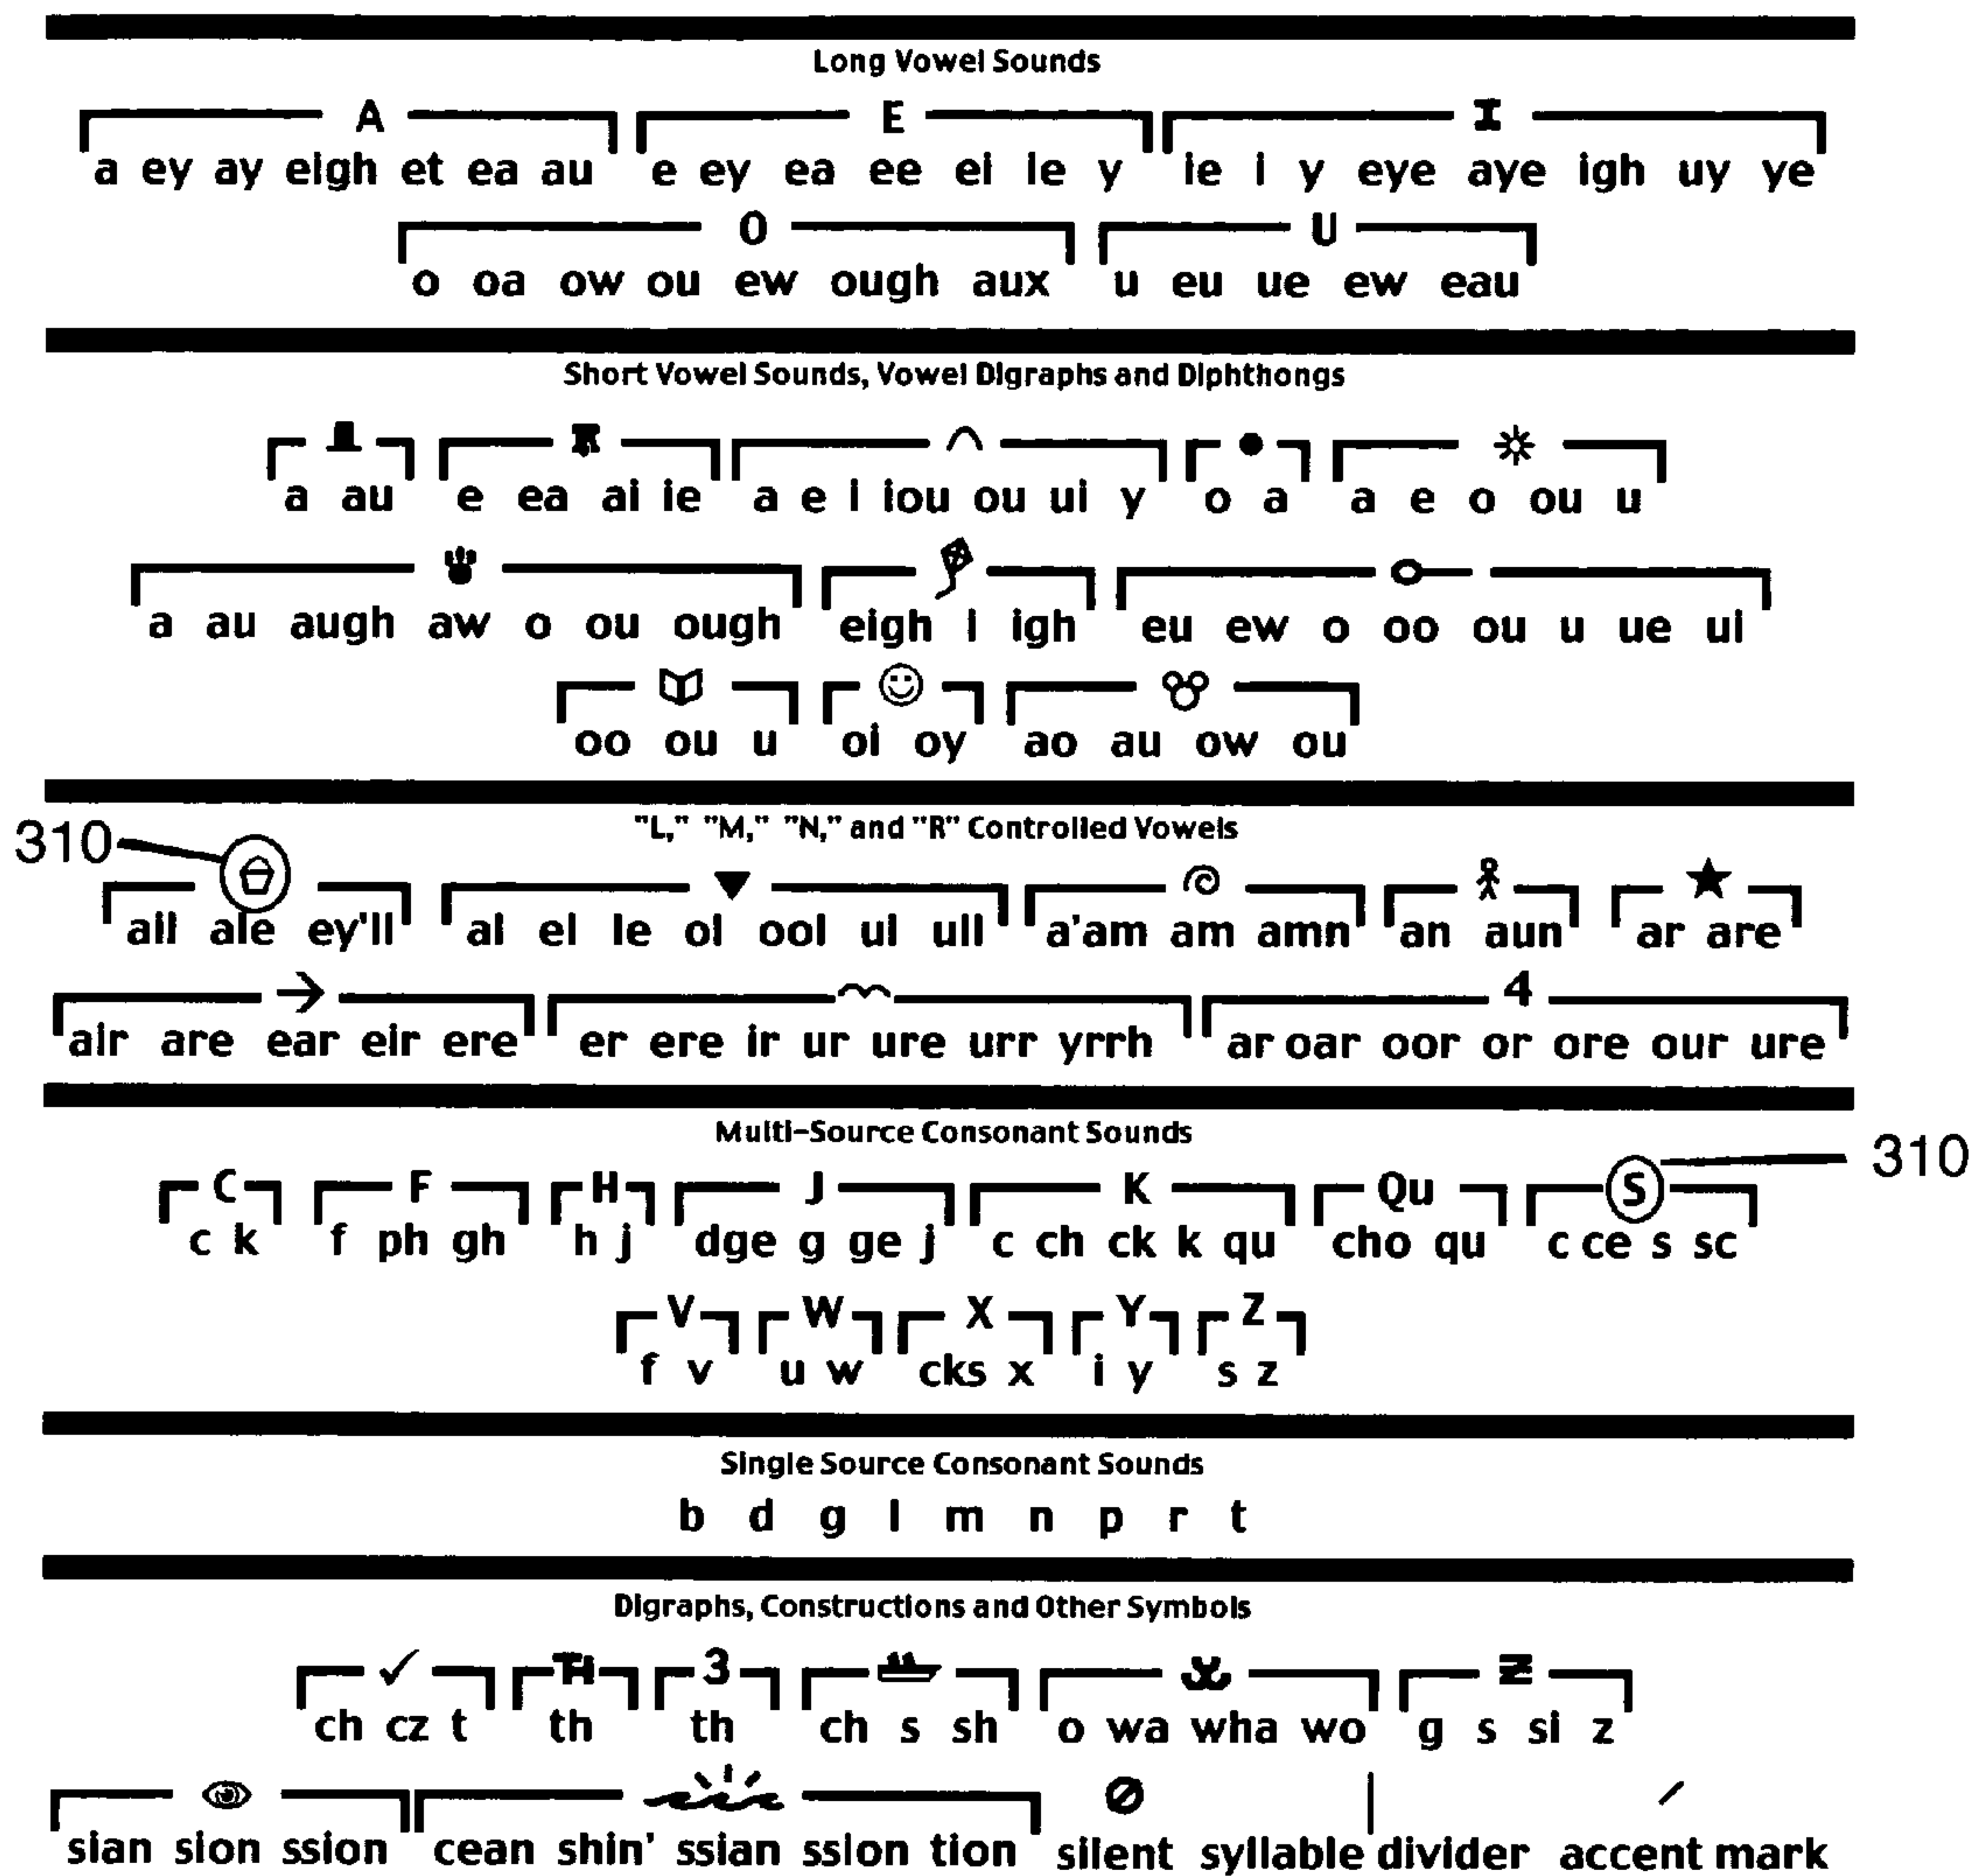 Long Vowel Sounds
A E I
a ey ay eigh et ea au e ey ea ee ei ie y ie i y eye aye igh uy ye
O U
o oa ow ou ew ough aux u eu ue ew eau
Short Vowel Sounds, Vowel Digraphs and Diphthongs
a au e ea ai ie a e i iou ou ui y o a a e o ou u
a au augh aw o ou ough eigh i igh eu ew o oo ou u ue ui
oo ou u oi oy ao au ow ou
"L," "M," "N," and "R" Controlled Vowels
310
ail ale ey'll al el le ol ool ul ull a'am am amn an aun ar are
4
air are ear eir ere er ere ir ur ure urr yrrh ar oar oor or ore our ure
Multi-Source Consonant Sounds
310
C F H J K Qu S
c k f ph gh h j dge g ge j c ch ck k qu cho qu c ce s sc
V W X Y Z
f v u w cks x i y s z
Single Source Consonant Sounds
b d g l m n p r t
Digraphs, Constructions and Other Symbols
TH 3
ch cz t th th ch s sh o wa wha wo g s si z
sian sion ssion cean shin' ssian ssion tion silent syllable divider accent mark